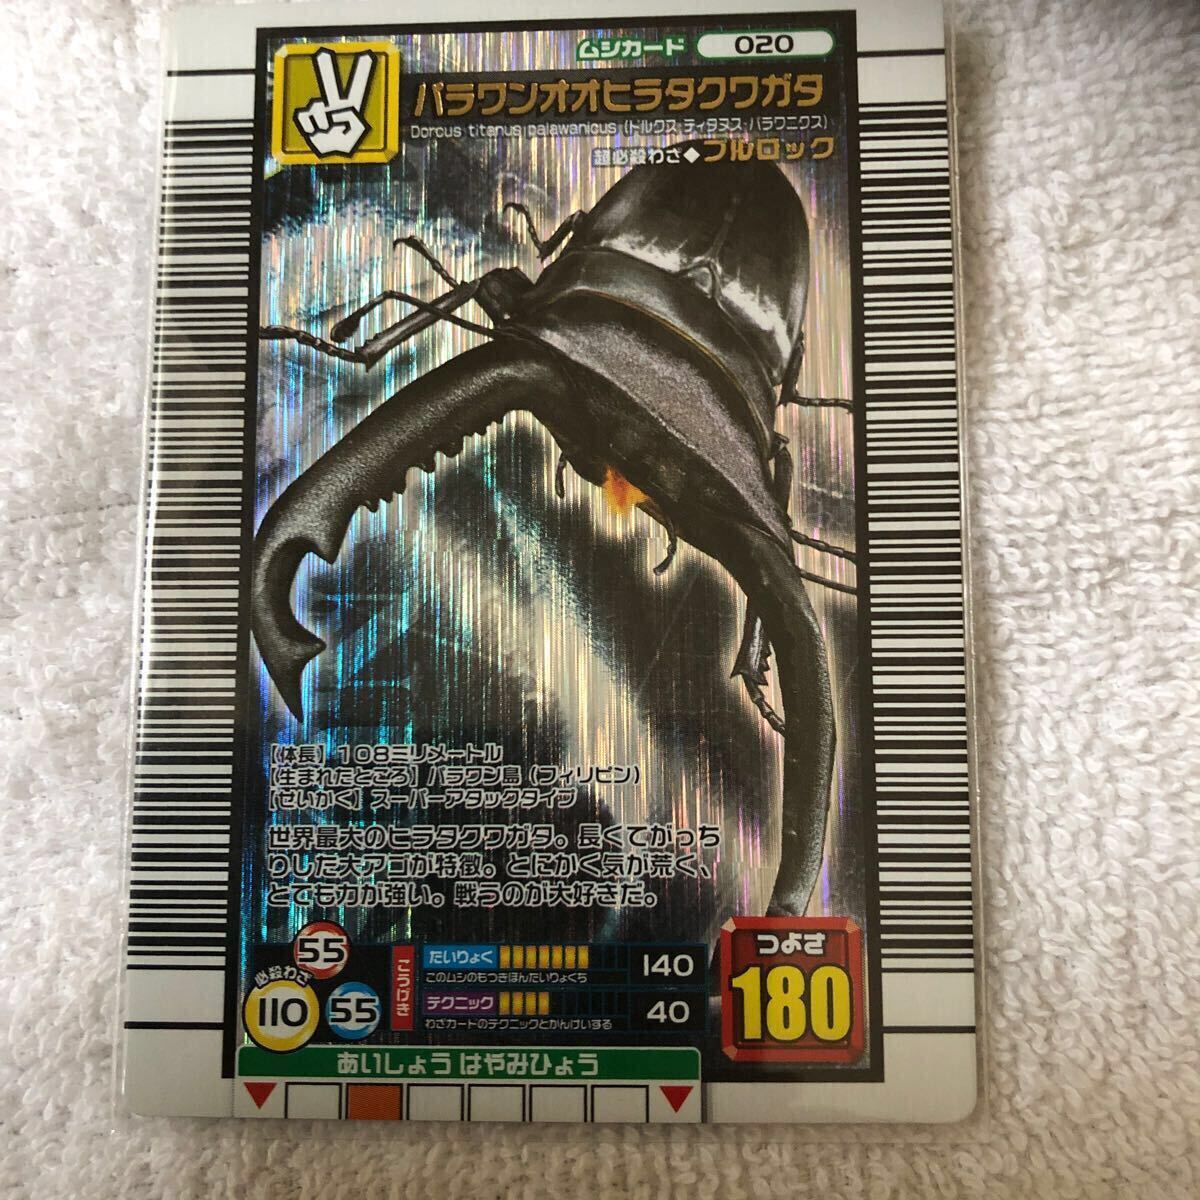 ムシカード 020
パラワンオオヒラタクワガタ
Dorcus titanus palawanicus (ドルクス・ティタヌス・パラワニクス)
超必殺わざ◆ブルロック
【体長】108ミリメートル
【生まれたところ】パラワン島（フィリピン）
【せいかく】スーパーアタックタイプ
世界最大のヒラタクワガタ。長くてがっち
りした大アゴが特徴。とにかく気が荒く、
とても力が強い。戦うのが大好きだ。
55
必殺わざ
110
55
こうげき
たいりょく 140
このムシのもつきほんたいりょくち
テクニック 40
わざカードのテクニックとかんけいする
つよさ
180
あいしょうはやみひょう